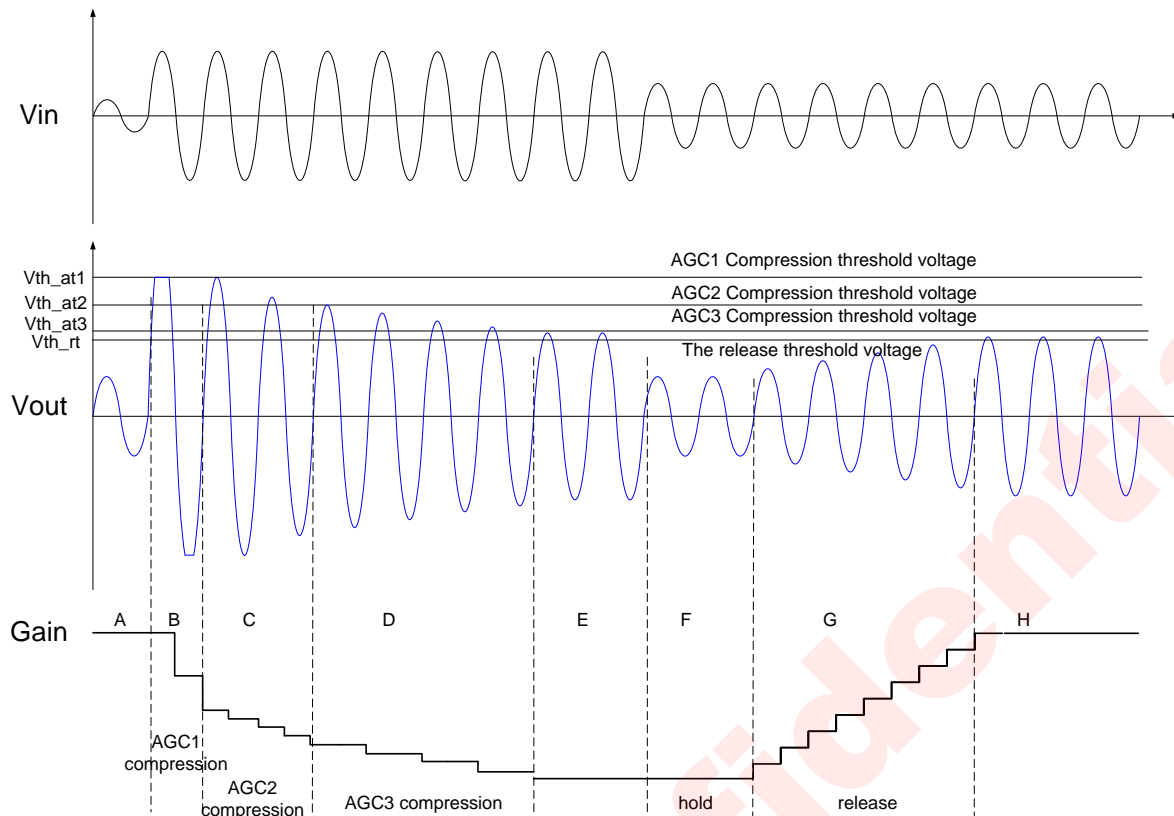 Vin
AGC1 Compression threshold voltage
Vth_at1
AGC2 Compression threshold voltage
Vth_at2
AGC3 Compression threshold voltage
Vth_at3
Vth_rt
The release threshold voltage
Vout
A B C D E F G H
Gain
AGC1
compression
AGC2
compression
AGC3 compression
hold
release
fidentia